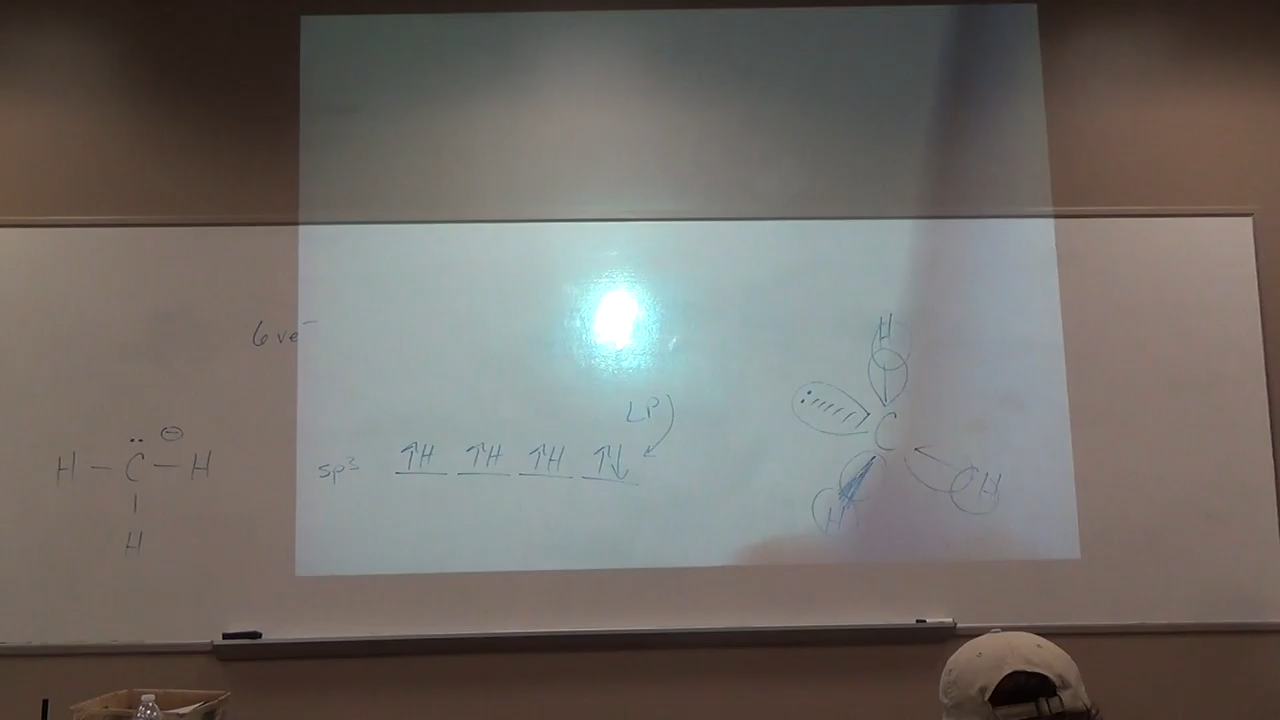 6 ve⁻
H
LP
·· ⊖
H – C – H
|
H
sp³ ↑H ↑H ↑H ↑↓
: C
H
H